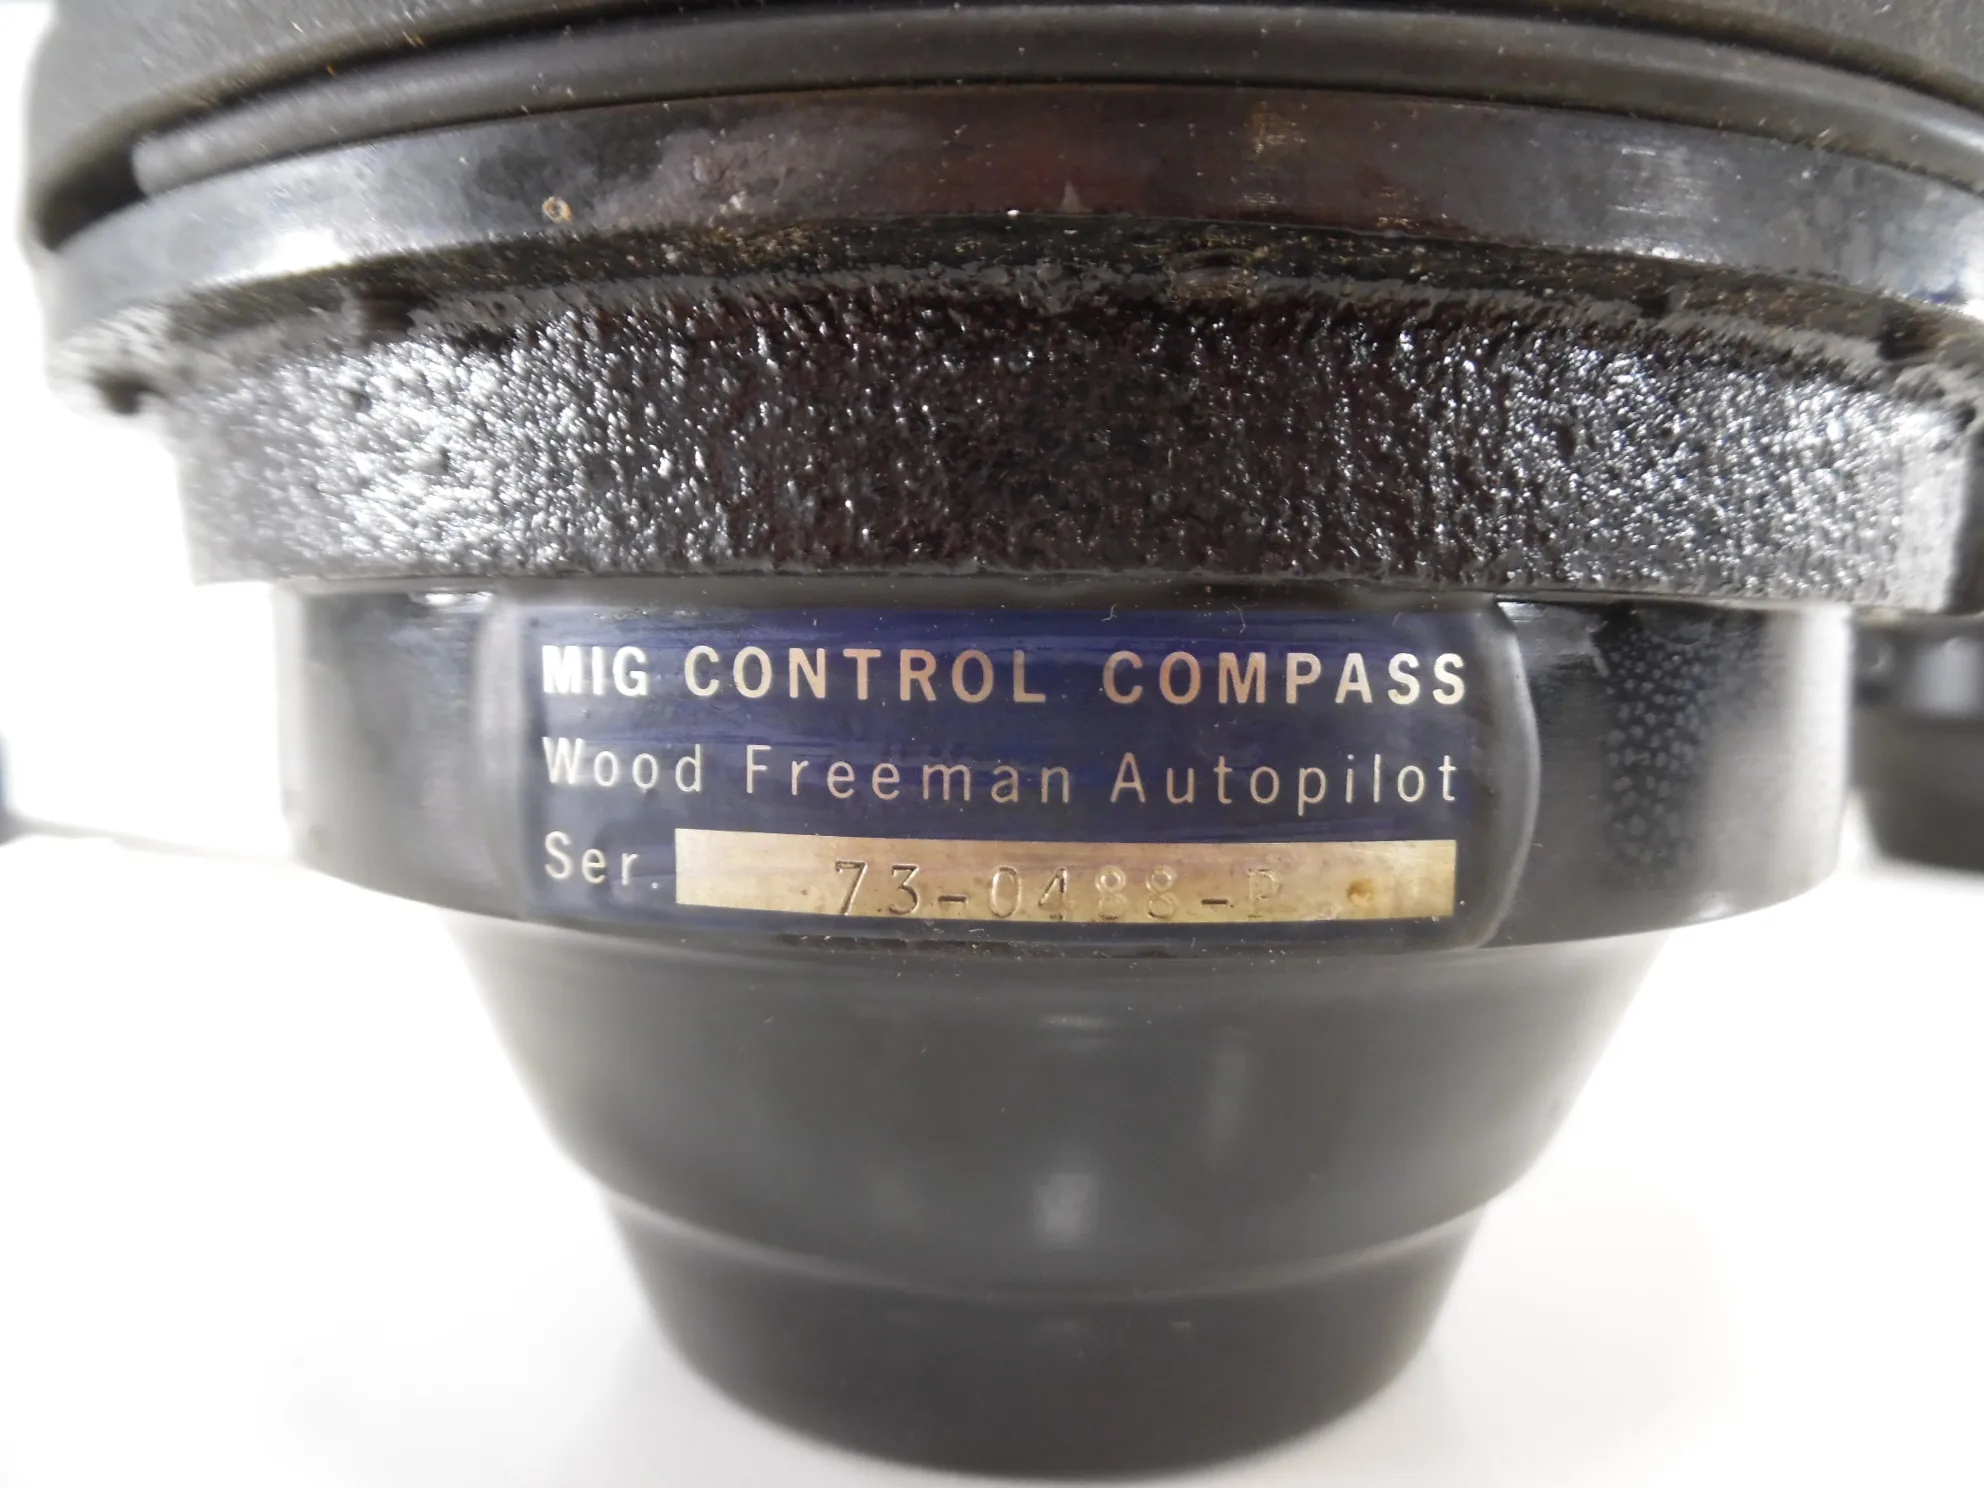 MIG CONTROL COMPASS
Wood Freeman Autopilot
Ser. 73-0488-P